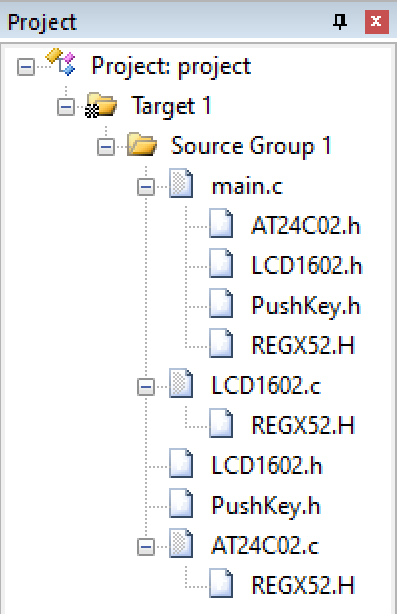 Project
Project: project
Target 1
Source Group 1
main.c
AT24C02.h
LCD1602.h
PushKey.h
REGX52.H
LCD1602.c
REGX52.H
LCD1602.h
PushKey.h
AT24C02.c
REGX52.H